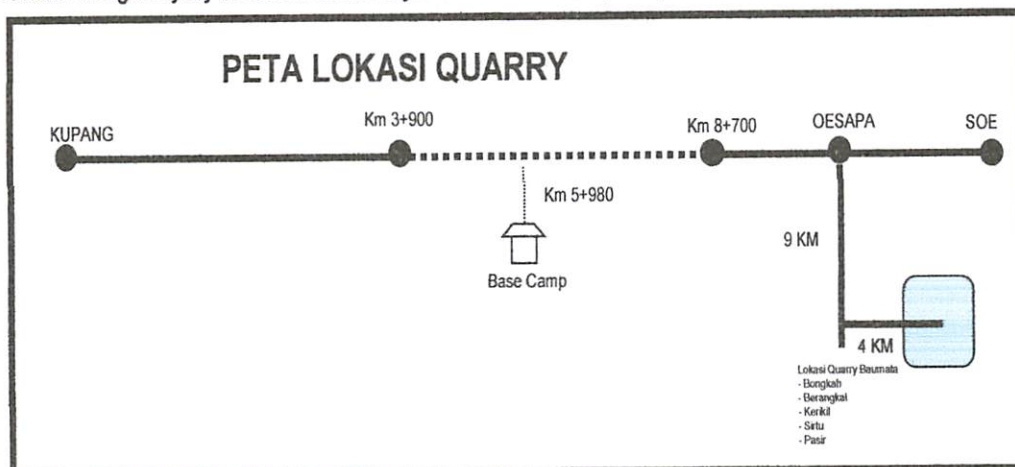 PETA LOKASI QUARRY
KUPANG
Km 3+900
Km 8+700
OESAPA
SOE
Km 5+980
Base Camp
9 KM
4 KM
Lokasi Quarry Baumata
- Bongkah
- Berangkal
- Kerikil
- Sirtu
- Pasir